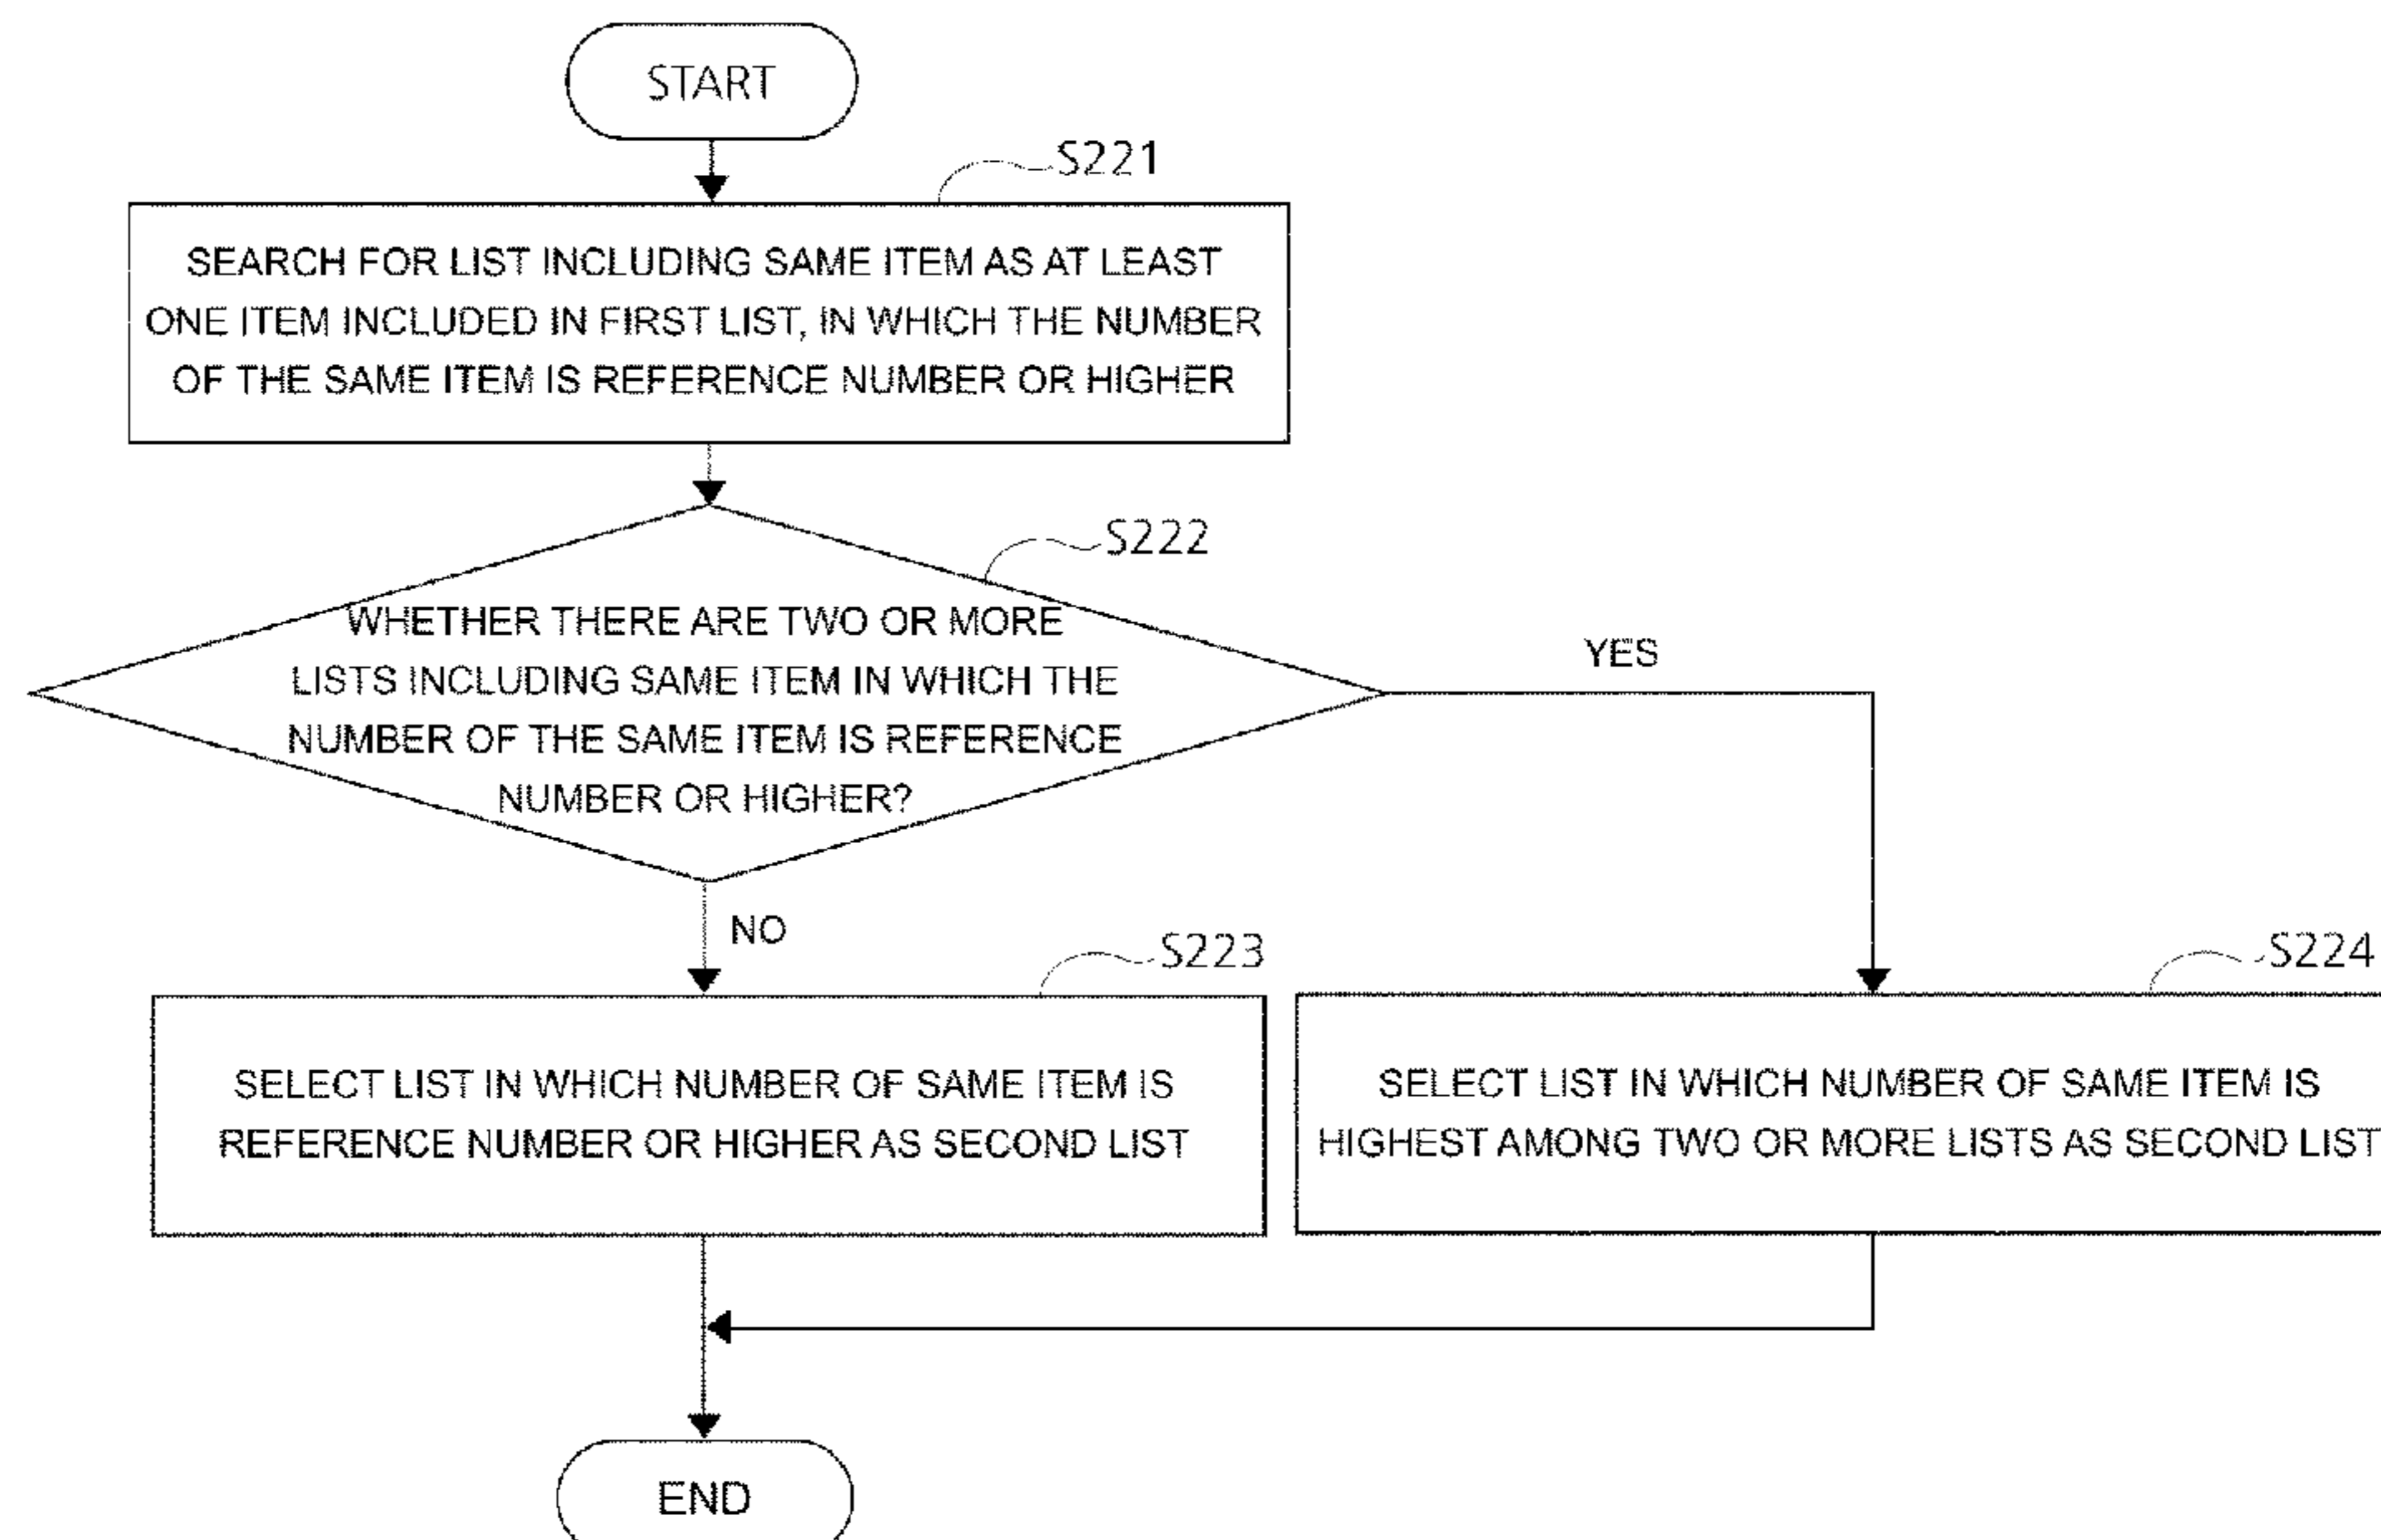 START
S221
SEARCH FOR LIST INCLUDING SAME ITEM AS AT LEAST
ONE ITEM INCLUDED IN FIRST LIST, IN WHICH THE NUMBER
OF THE SAME ITEM IS REFERENCE NUMBER OR HIGHER
S222
WHETHER THERE ARE TWO OR MORE
LISTS INCLUDING SAME ITEM IN WHICH THE
NUMBER OF THE SAME ITEM IS REFERENCE
NUMBER OR HIGHER?
YES
NO
S223
SELECT LIST IN WHICH NUMBER OF SAME ITEM IS
REFERENCE NUMBER OR HIGHER AS SECOND LIST
S224
SELECT LIST IN WHICH NUMBER OF SAME ITEM IS
HIGHEST AMONG TWO OR MORE LISTS AS SECOND LIST
END